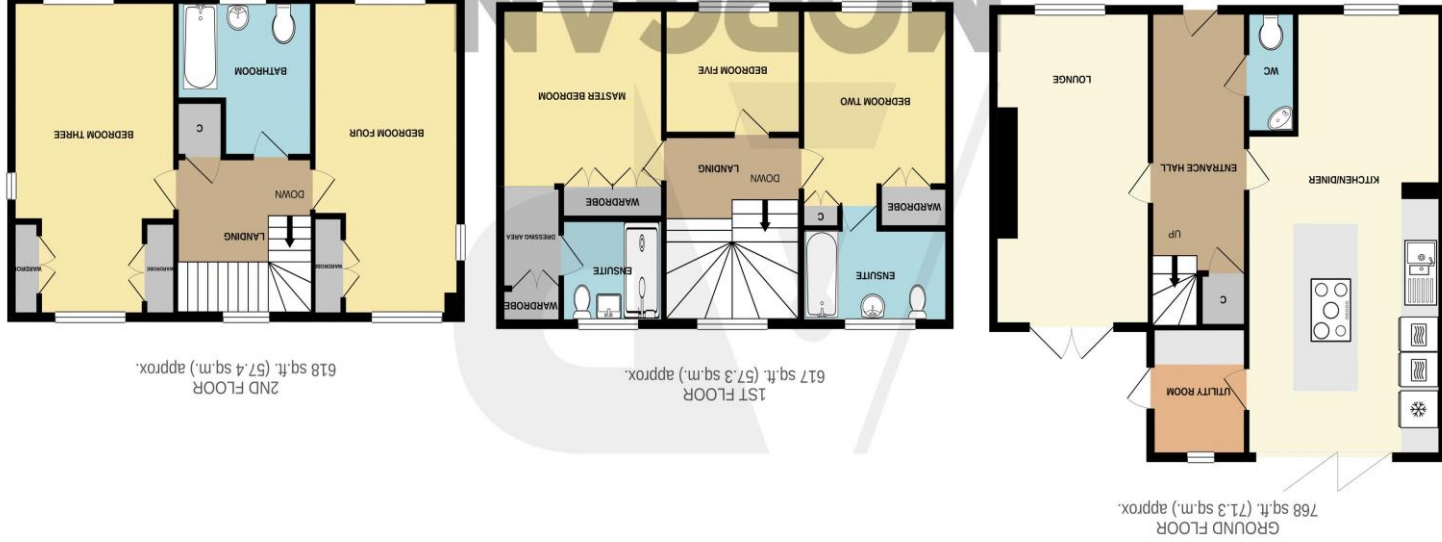 GROUND FLOOR
768 sq.ft. (71.3 sq.m.) approx.
UTILITY ROOM
C
UP
KITCHEN/DINER
ENTRANCE HALL
WC
LOUNGE
1ST FLOOR
617 sq.ft. (57.3 sq.m.) approx.
WARDROBE
ENSUITE
ENSUITE
DRESSING AREA
C
WARDROBE
WARDROBE
DOWN
LANDING
BEDROOM TWO
MASTER BEDROOM
BEDROOM FIVE
2ND FLOOR
618 sq.ft. (57.4 sq.m.) approx.
WARDROBE
WARDROBE
WARDROBE
LANDING
DOWN
C
BEDROOM FOUR
BEDROOM THREE
BATHROOM
MORGAN